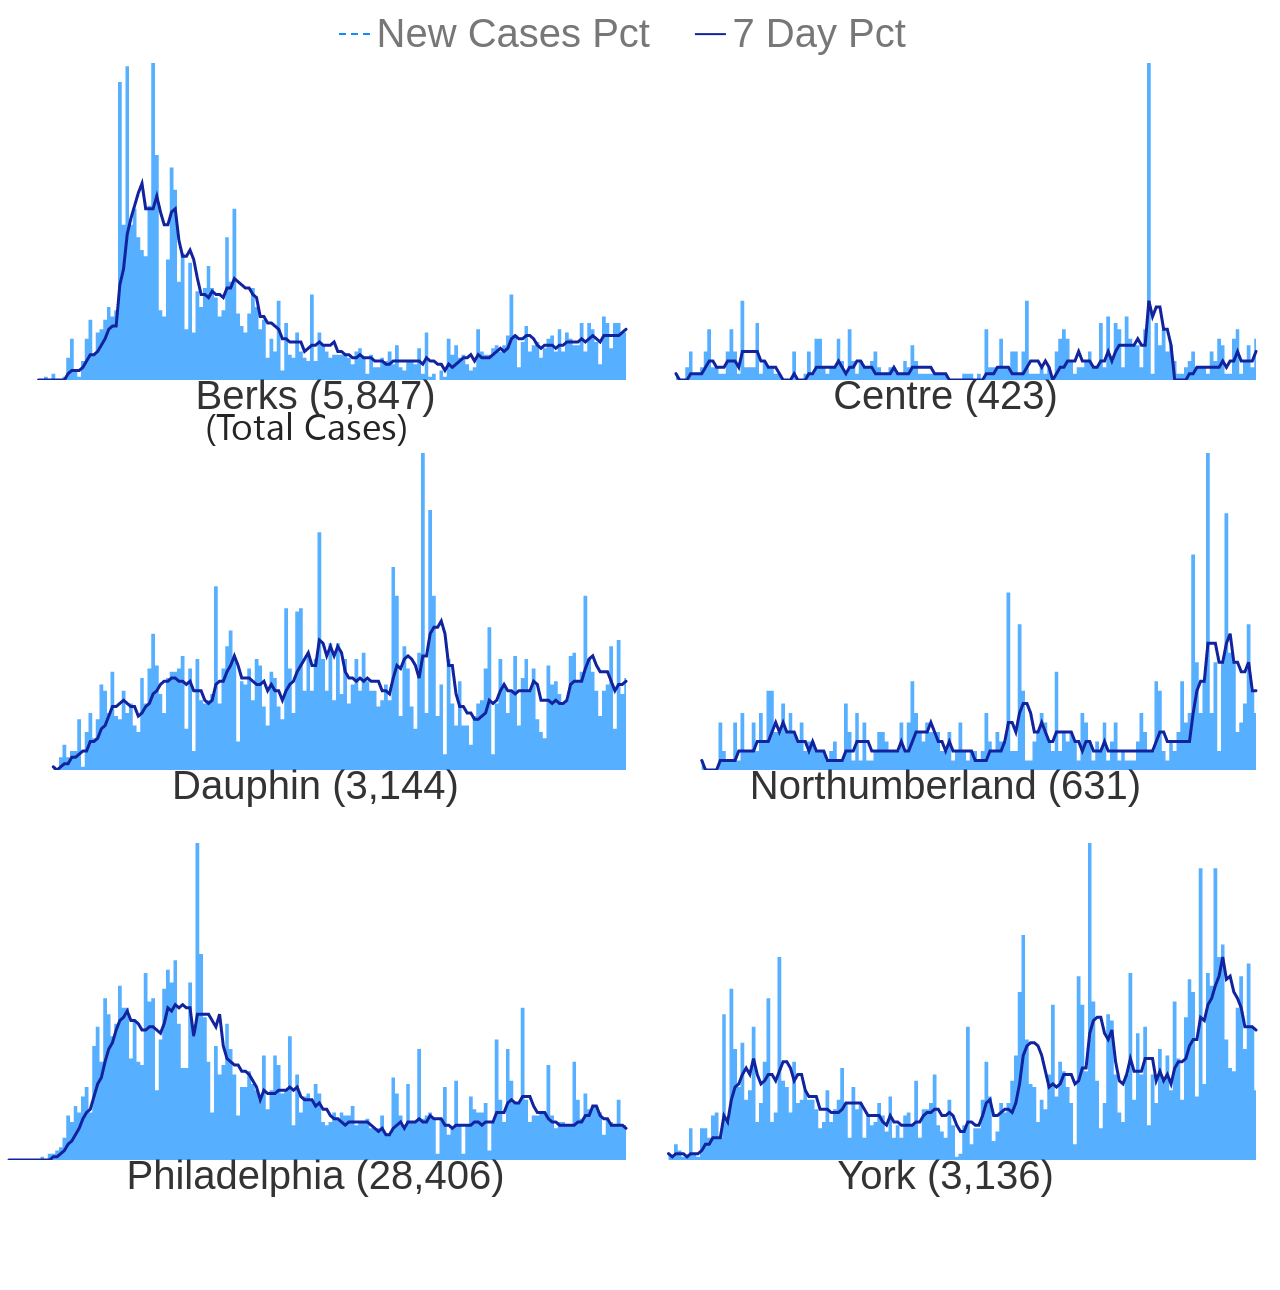 New Cases Pct 7 Day Pct
Berks (5,847) Centre (423)
(Total Cases)
Dauphin (3,144) Northumberland (631)
Philadelphia (28,406) York (3,136)